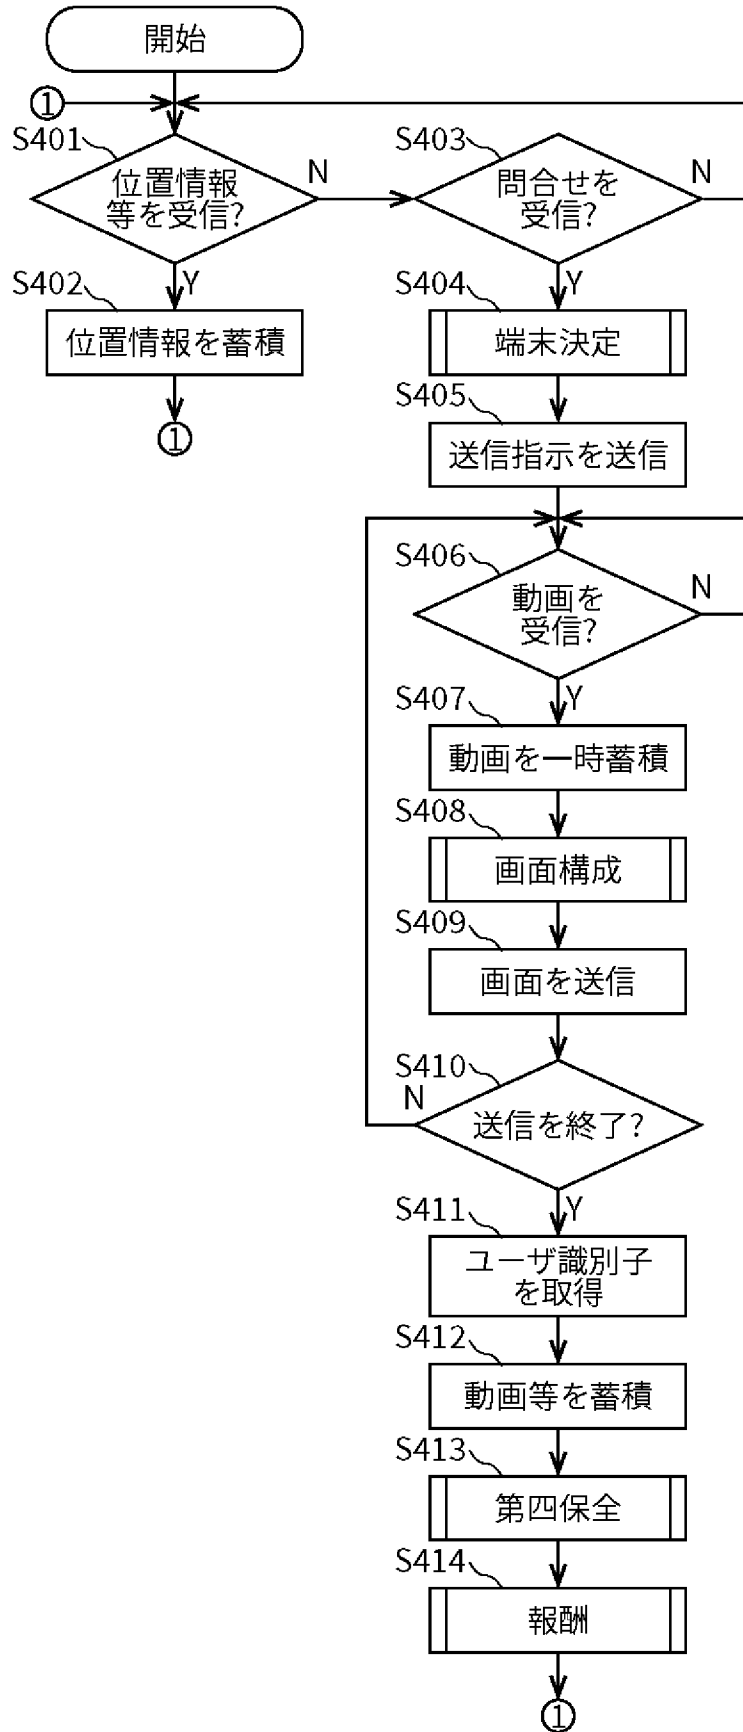 開始
①
S401
位置情報
等を受信?
N
S403
問合せを
受信?
N
S402
Y
位置情報を蓄積
①
S404
Y
端末決定
S405
送信指示を送信
S406
動画を
受信?
N
S407
Y
動画を一時蓄積
S408
画面構成
S409
画面を送信
S410
N
送信を終了?
S411
Y
ユーザ識別子
を取得
S412
動画等を蓄積
S413
第四保全
S414
報酬
①